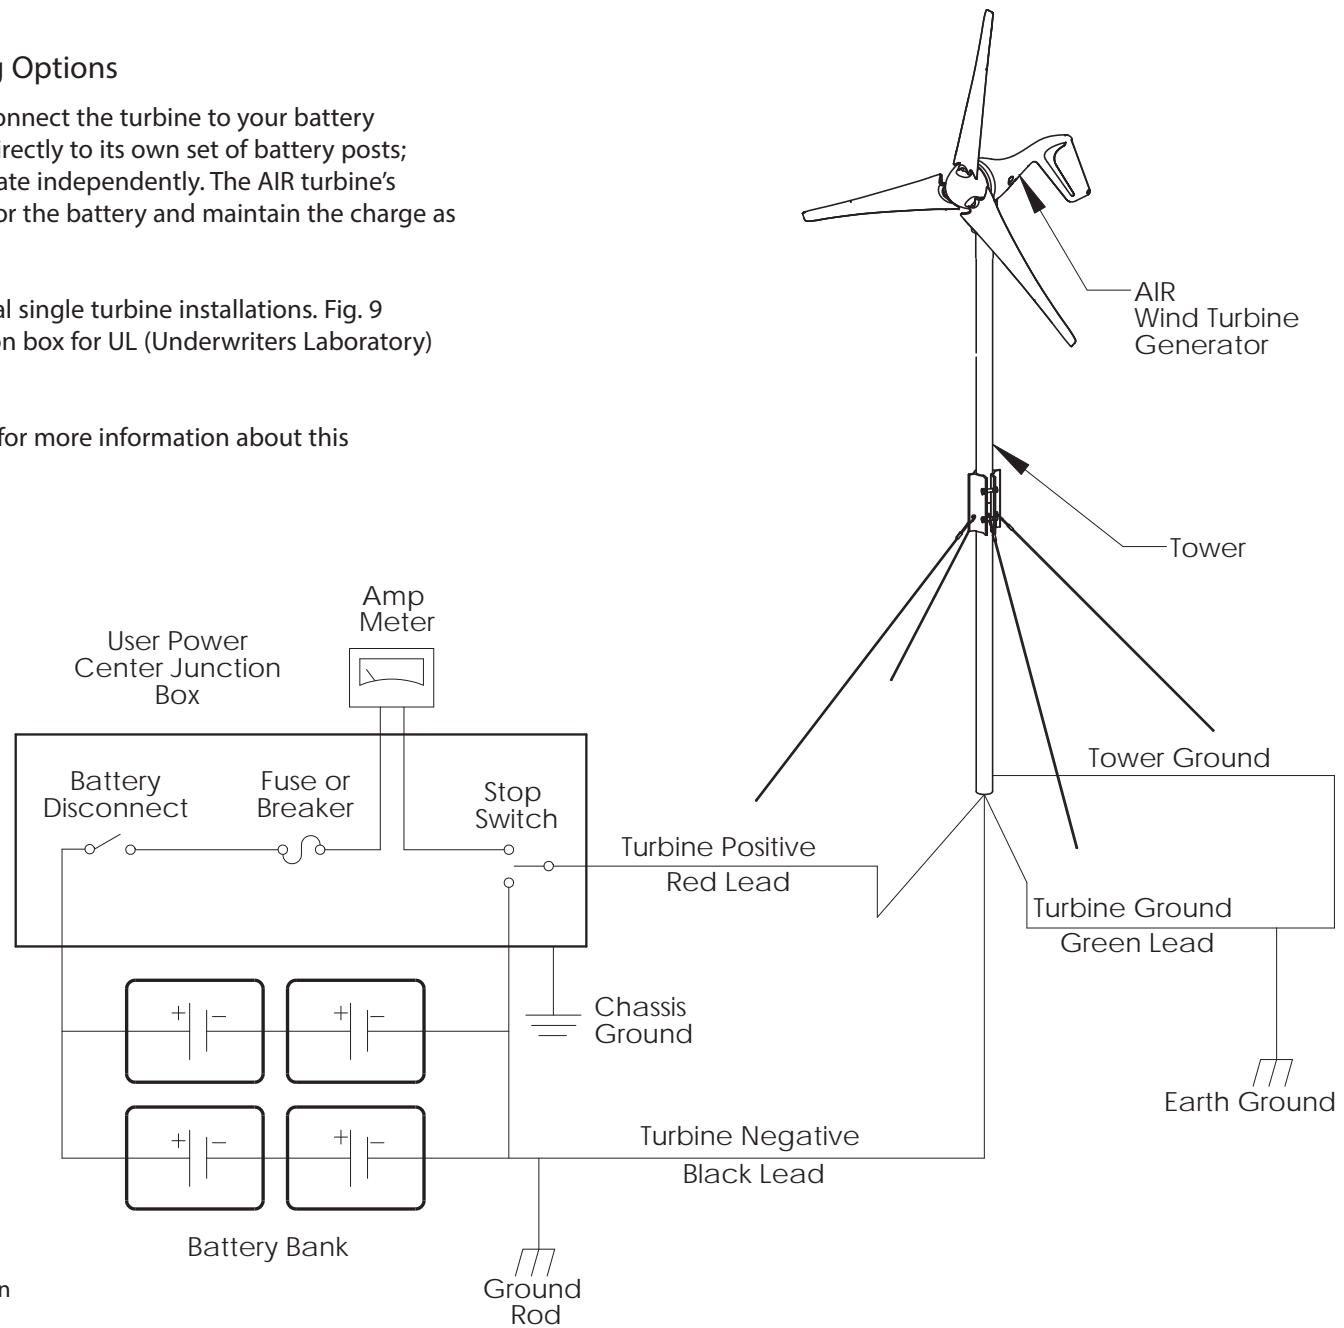 Options
onnect the turbine to your battery
irectly to its own set of battery posts;
ate independently. The AIR turbine's
or the battery and maintain the charge as
al single turbine installations. Fig. 9
on box for UL (Underwriters Laboratory)
for more information about this
AIR
Wind Turbine
Generator
Tower
Amp
Meter
User Power
Center Junction
Box
Battery
Disconnect
Fuse or
Breaker
Stop
Switch
Tower Ground
Turbine Positive
Red Lead
Turbine Ground
Green Lead
Chassis
Ground
+ − + −
Earth Ground
Turbine Negative
Black Lead
+ − + −
Battery Bank
Ground
Rod
n